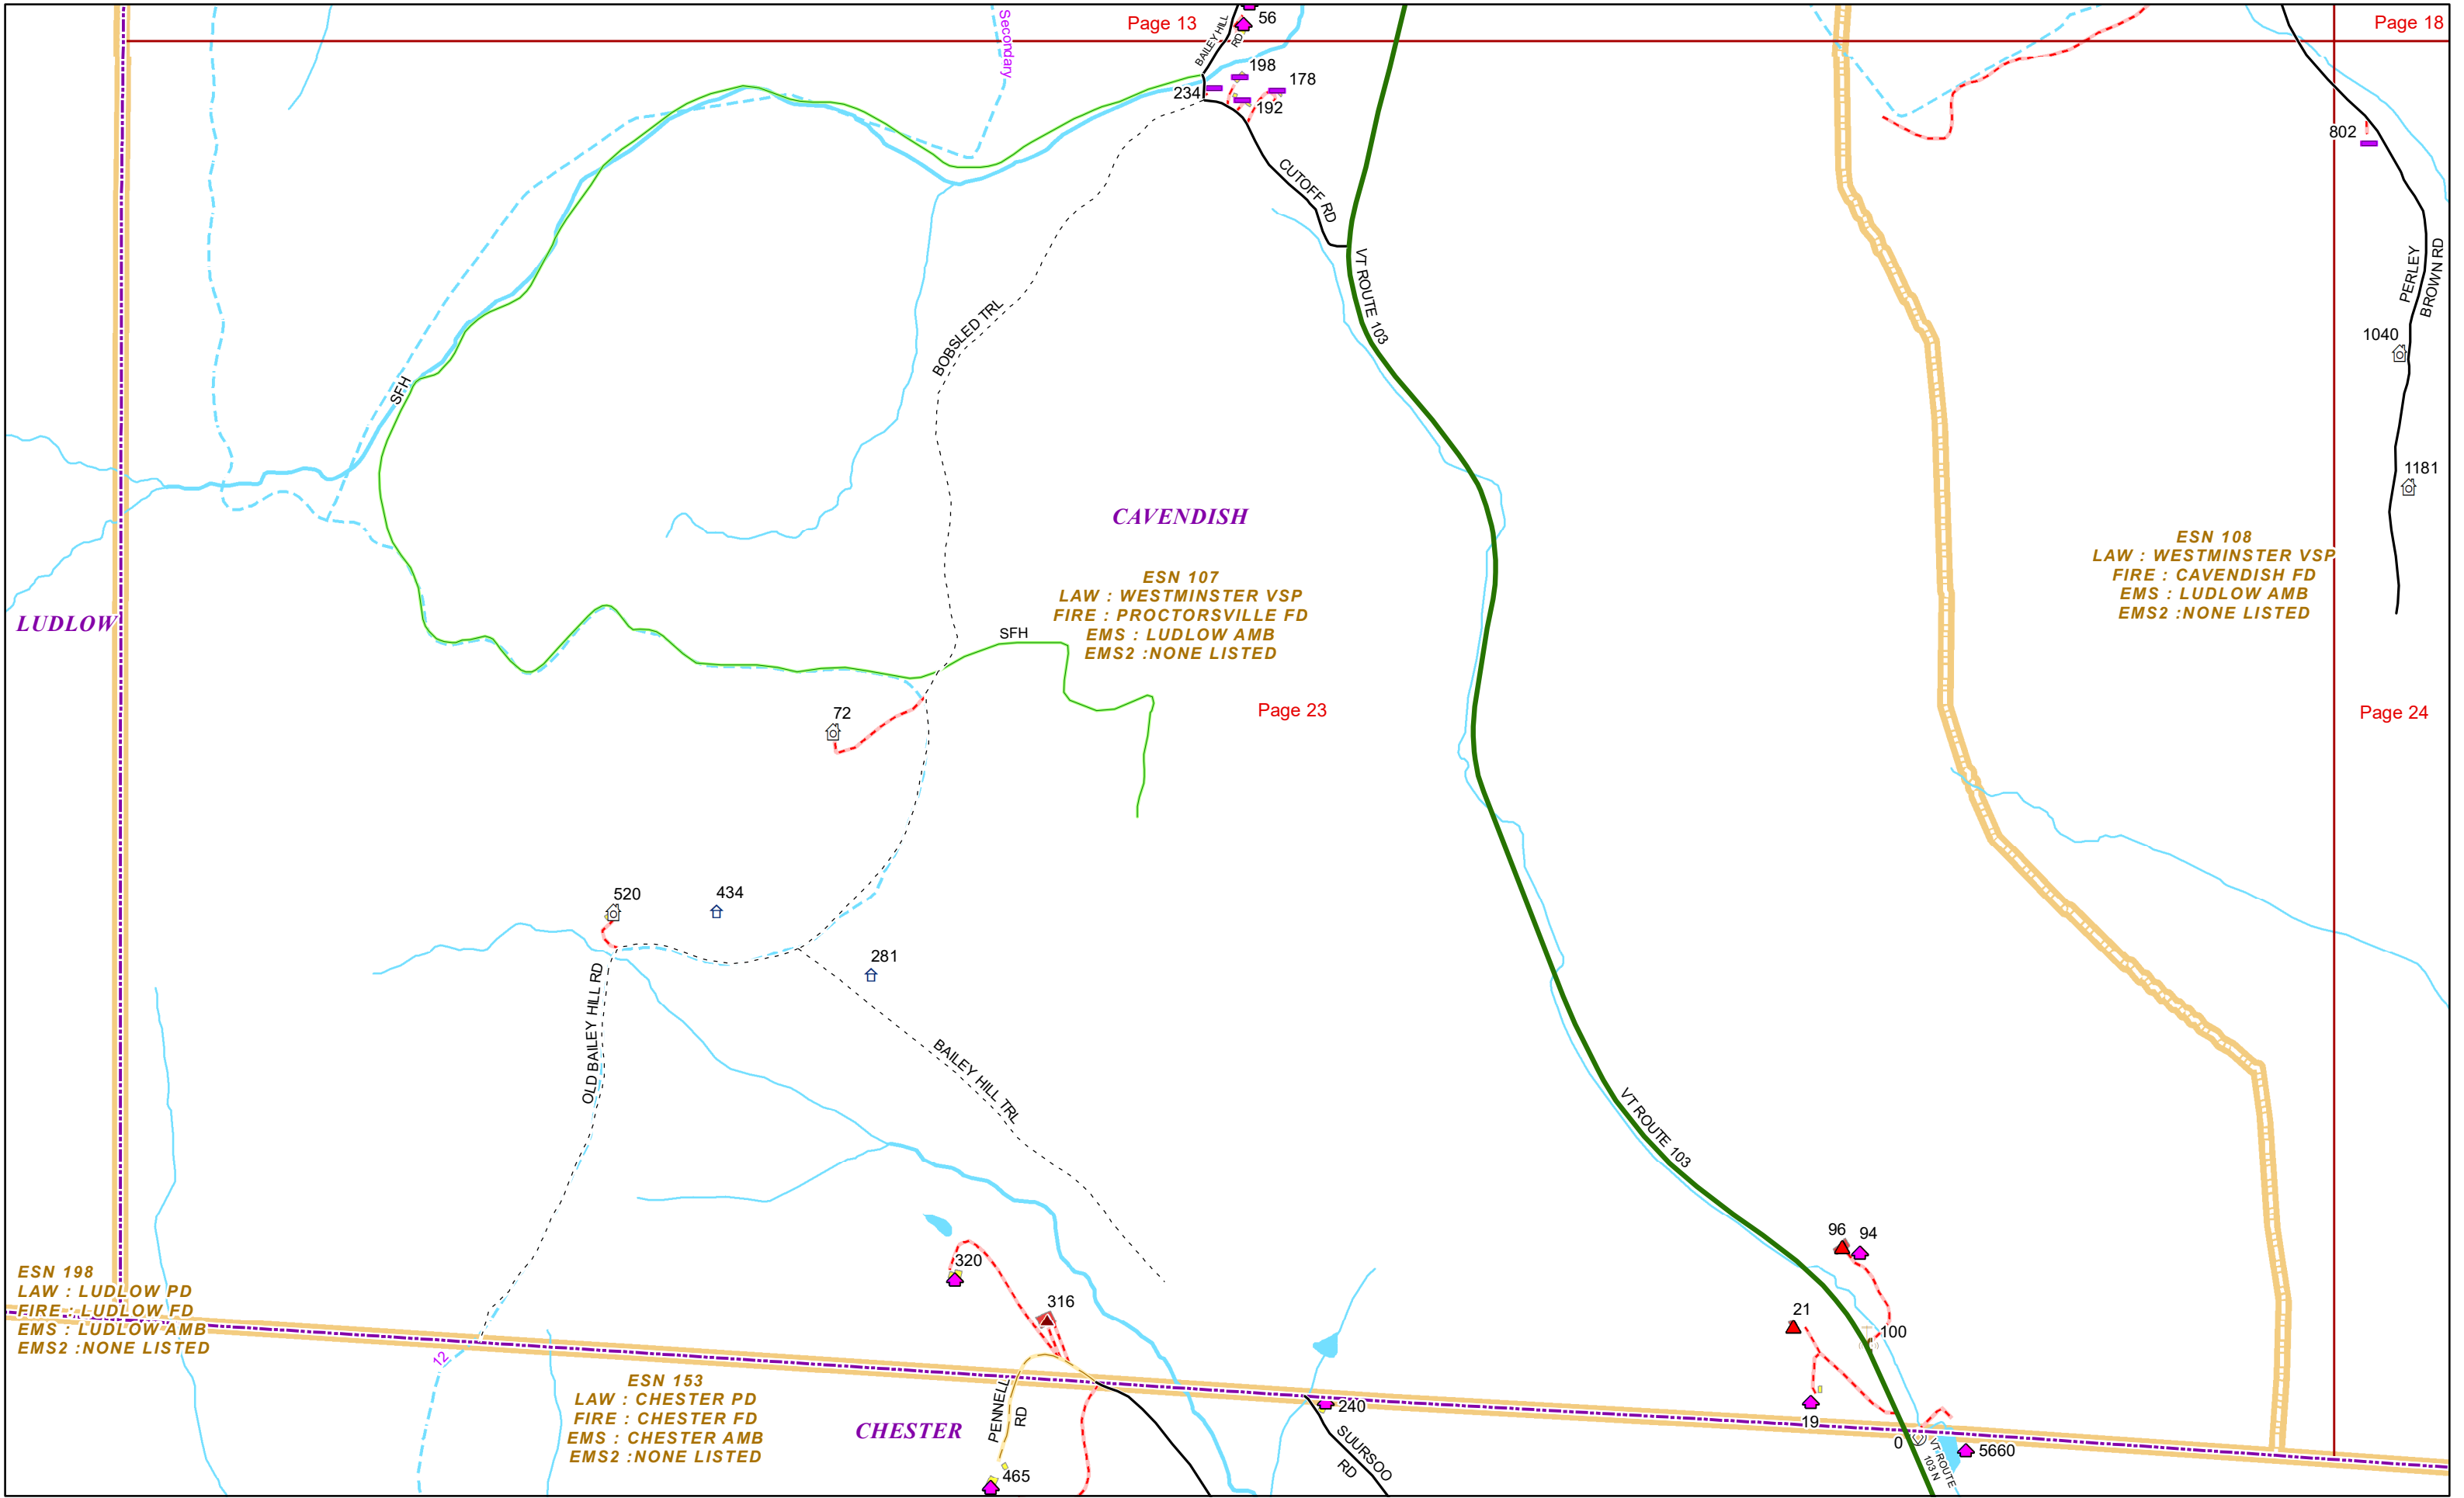 Page 13
Page 18
56
Secondary
BAILEY HILL
RD
198
178
234
192
802
CUTOFF RD
VT ROUTE 103
PERLEY
BROWN RD
BOBSLED TRL
1040
SFH
1181
CAVENDISH
ESN 107
LAW : WESTMINSTER VSP
FIRE : PROCTORSVILLE FD
EMS : LUDLOW AMB
EMS2 :NONE LISTED
ESN 108
LAW : WESTMINSTER VSP
FIRE : CAVENDISH FD
EMS : LUDLOW AMB
EMS2 :NONE LISTED
LUDLOW
SFH
Page 23
Page 24
72
520
434
281
OLD BAILEY HILL RD
BAILEY HILL TRL
VT ROUTE 103
96
94
320
316
21
100
ESN 198
LAW : LUDLOW PD
FIRE : LUDLOW FD
EMS : LUDLOW AMB
EMS2 :NONE LISTED
12
ESN 153
LAW : CHESTER PD
FIRE : CHESTER FD
EMS : CHESTER AMB
EMS2 :NONE LISTED
CHESTER
PENNELL
RD
240
19
0
5660
SUURSOO
RD
VT ROUTE
103 N
465